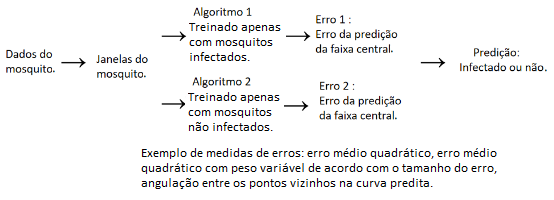 Dados do
mosquito.
Janelas do
mosquito.
Algoritmo 1
Treinado apenas
com mosquitos
infectados.
Erro 1 :
Erro da predição
da faixa central.
Algoritmo 2
Treinado apenas
com mosquitos
não infectados.
Erro 2 :
Erro da predição
da faixa central.
Predição:
Infectado ou não.
Exemplo de medidas de erros: erro médio quadrático, erro médio
quadrático com peso variável de acordo com o tamanho do erro,
angulação entre os pontos vizinhos na curva predita.